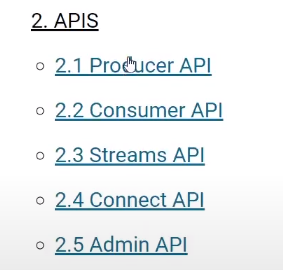 2. APIS
2.1 Producer API
2.2 Consumer API
2.3 Streams API
2.4 Connect API
2.5 Admin API